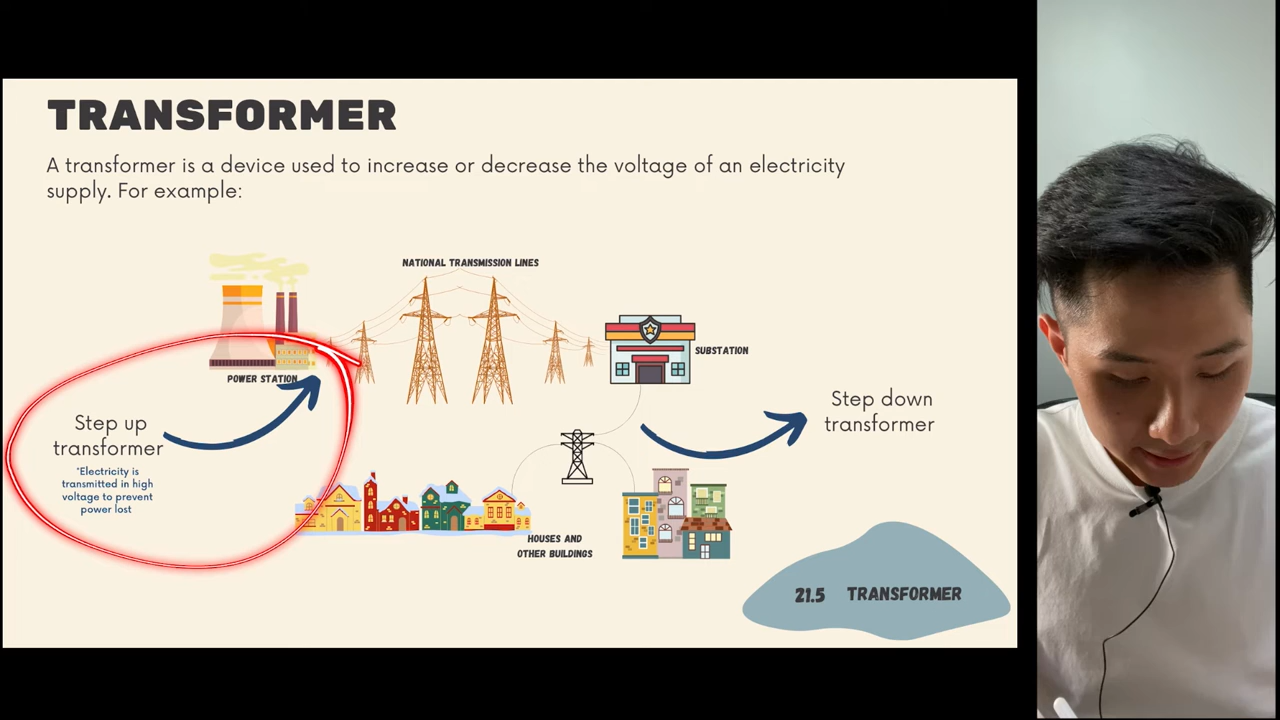 TRANSFORMER
A transformer is a device used to increase or decrease the voltage of an electricity
supply. For example:
NATIONAL TRANSMISSION LINES
SUBSTATION
POWER STATION
Step up
transformer
*Electricity is
transmitted in high
voltage to prevent
power lost
Step down
transformer
HOUSES AND
OTHER BUILDINGS
21.5 TRANSFORMER